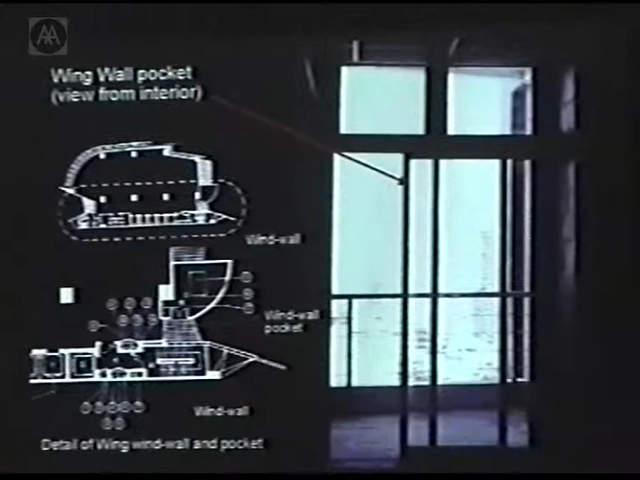 AA
Wing Wall pocket
(view from interior)
Wind-wall
Wind-wall
pocket
Wind-wall
Detail of Wing wind-wall and pocket